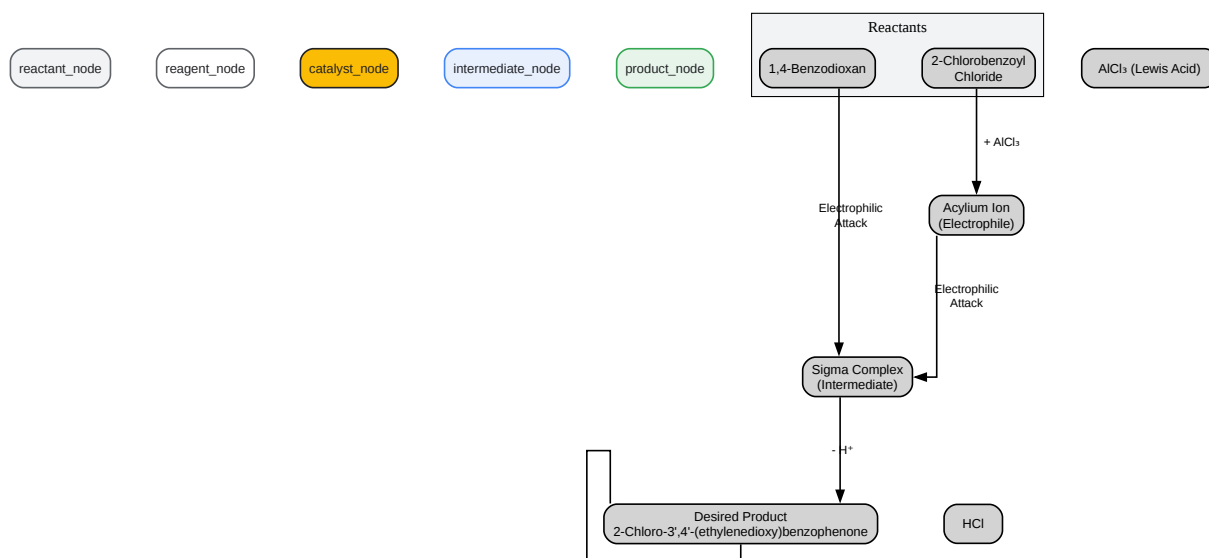 Reactants
reactant_node
reagent_node
catalyst_node
intermediate_node
product_node
1,4-Benzodioxan
2-Chlorobenzoyl
Chloride
AlCl₃ (Lewis Acid)
+ AlCl₃
Electrophilic
Attack
Acylium Ion
(Electrophile)
Electrophilic
Attack
Sigma Complex
(Intermediate)
- H⁺
Desired Product
2-Chloro-3',4'-(ethylenedioxy)benzophenone
HCl